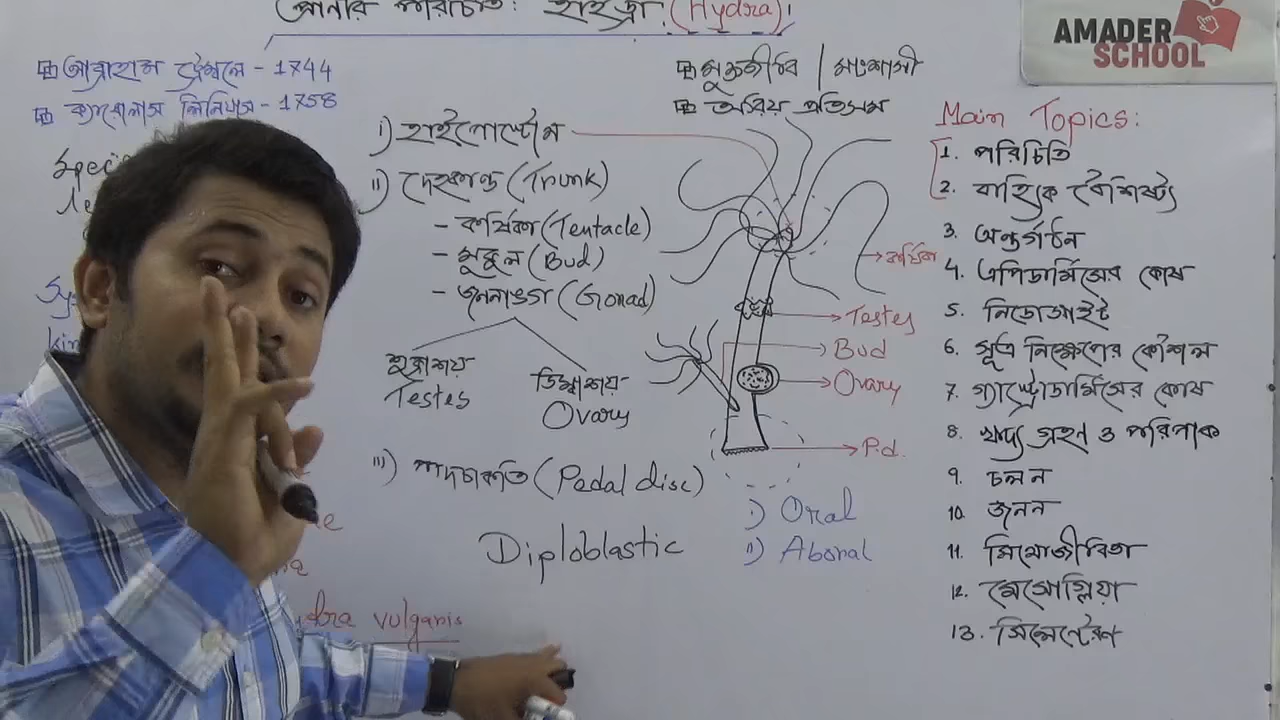 প্রাণীর পরিচিতি: হাইড্রা (Hydra)
AMADER
SCHOOL
আব্রাহাম ট্রেম্বলে - 1744
ক্যারোলাস লিনিয়াস - 1758
মুক্তজীবি / মাংশাসী
অরিয় প্রতিসম
i) হাইপোস্টোম
ii) দেহকান্ড (Trunk)
- কর্ষিকা (Tentacle)
- মুকুল (Bud)
- জননাঙ্গ (Gonad)
শুক্রাশয়
Testes
ডিম্বাশয়
Ovary
iii) পাদচাকতি (Pedal disc)
Diploblastic
vulgaris
কর্ষিকা
Testes
Bud
Ovary
P.d.
i) Oral
ii) Aboral
Main Topics:
1. পরিচিতি
2. বাহ্যিক বৈশিষ্ট্য
3. অন্তর্গঠন
4. এপিডার্মিসের কোষ
5. নিডোসাইট
6. সূত্র নিক্ষেপের কৌশল
7. গ্যাস্ট্রোডার্মিসের কোষ
8. খাদ্য গ্রহণ ও পরিপাক
9. চলন
10. জনন
11. মিথোজীবিতা
12. মেসোগ্লিয়া
13. সিলেন্টেরণ